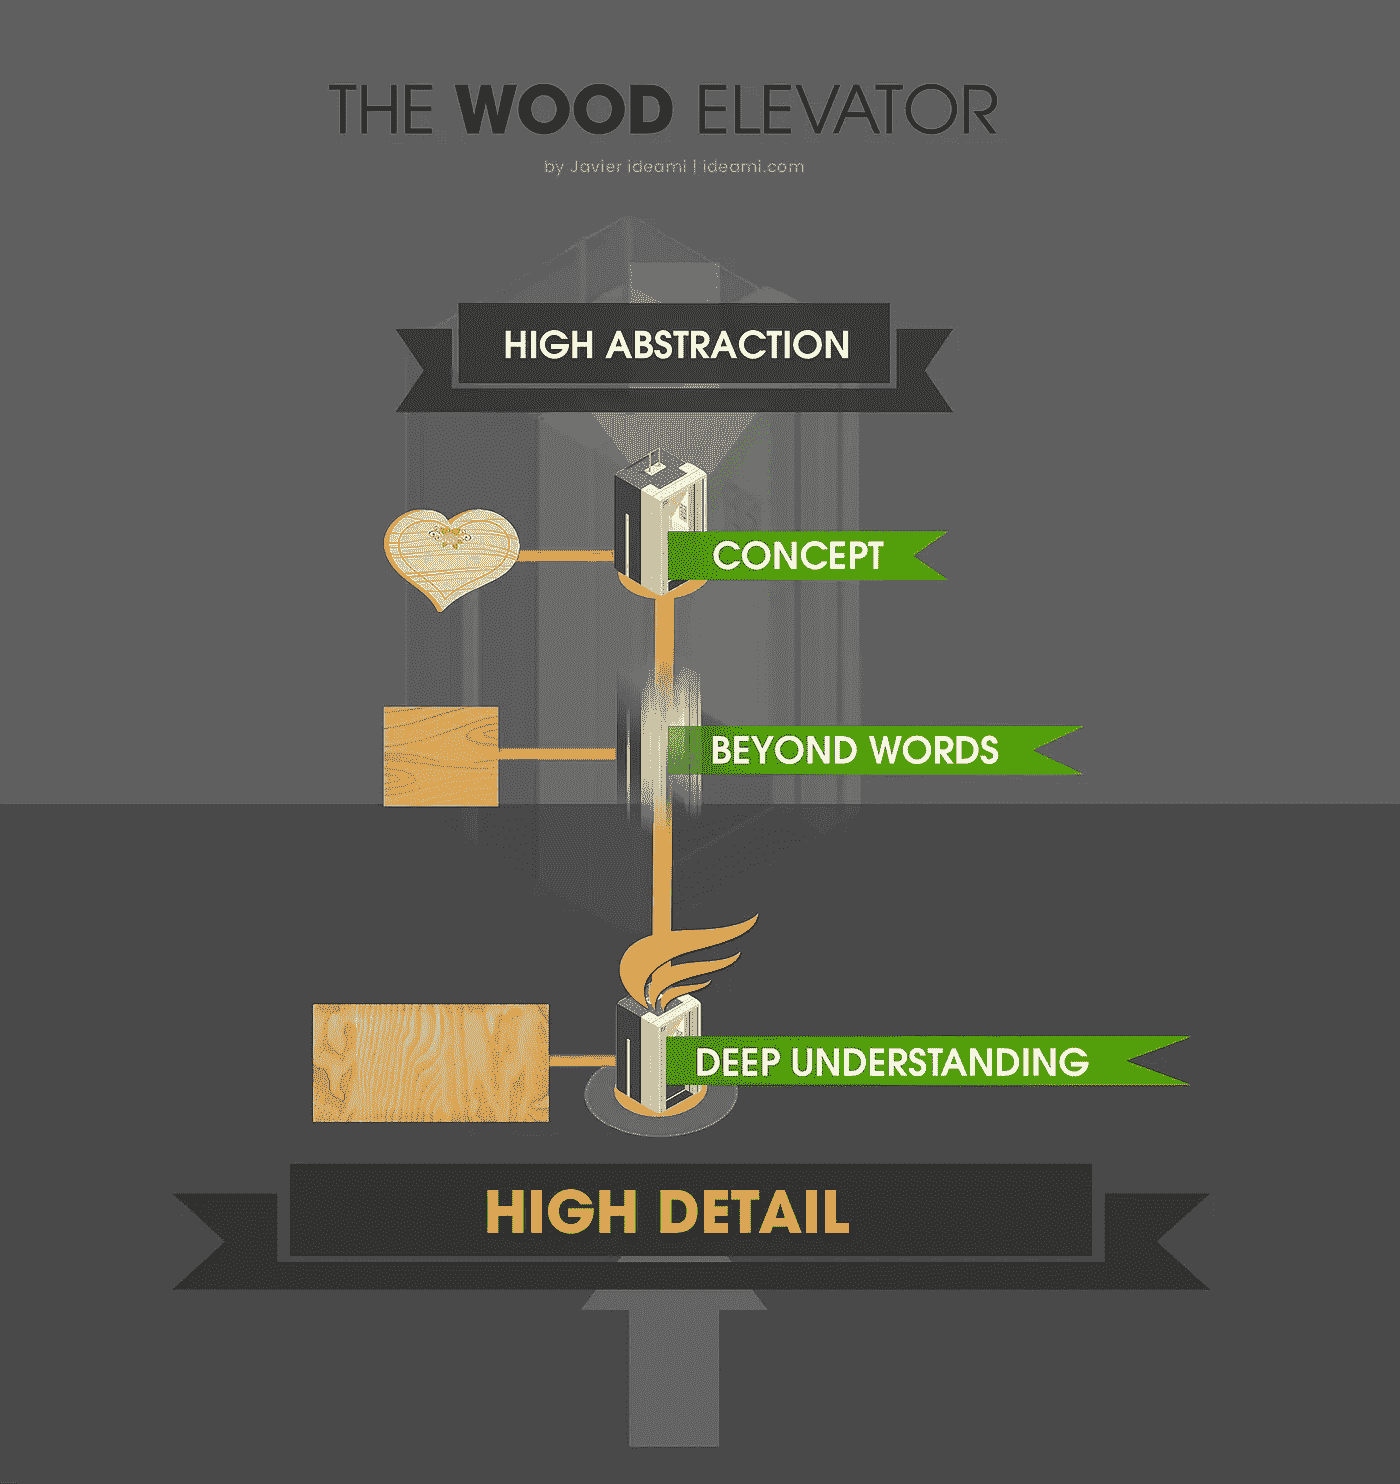 THE WOOD ELEVATOR
by Javier ideami | ideami.com
HIGH ABSTRACTION
CONCEPT
BEYOND WORDS
DEEP UNDERSTANDING
HIGH DETAIL